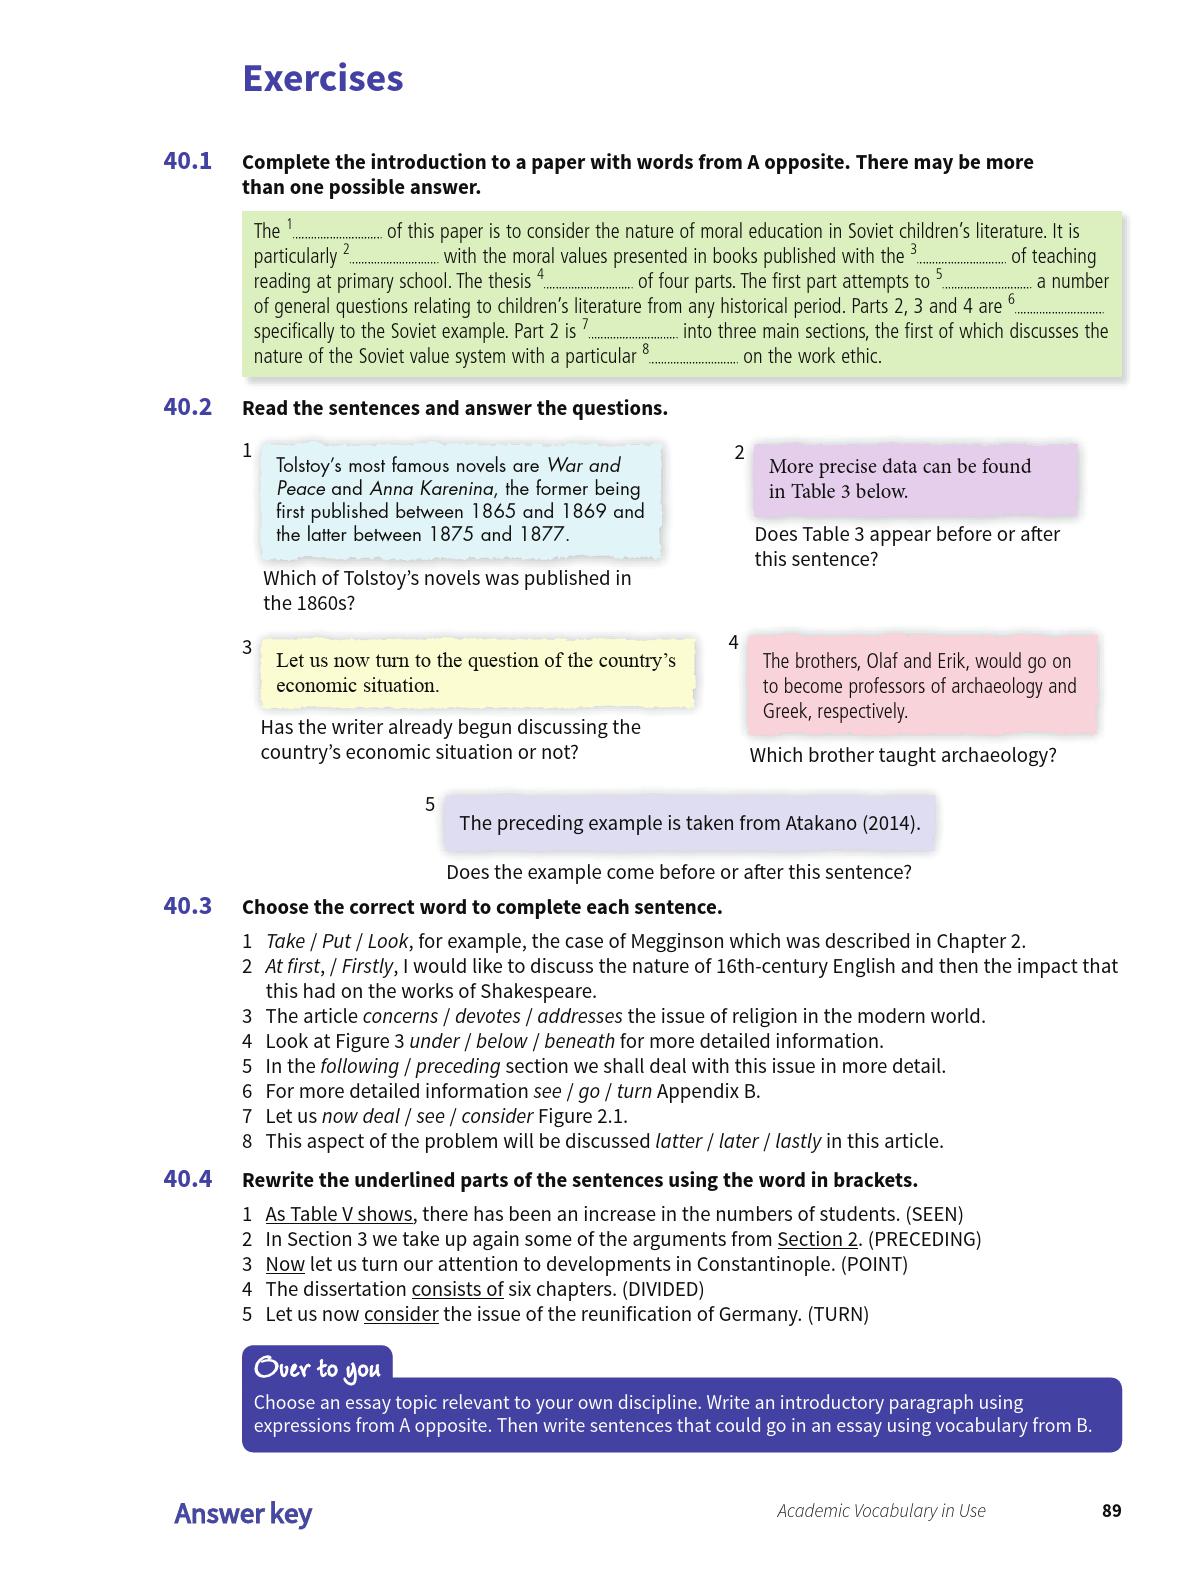 Exercises
40.1 Complete the introduction to a paper with words from A opposite. There may be more
than one possible answer.
The 1.............................. of this paper is to consider the nature of moral education in Soviet children's literature. It is
particularly 2.............................. with the moral values presented in books published with the 3.............................. of teaching
reading at primary school. The thesis 4.............................. of four parts. The first part attempts to 5.............................. a number
of general questions relating to children's literature from any historical period. Parts 2, 3 and 4 are 6..............................
specifically to the Soviet example. Part 2 is 7.............................. into three main sections, the first of which discusses the
nature of the Soviet value system with a particular 8.............................. on the work ethic.
40.2 Read the sentences and answer the questions.
1 Tolstoy's most famous novels are War and
Peace and Anna Karenina, the former being
first published between 1865 and 1869 and
the latter between 1875 and 1877.
Which of Tolstoy's novels was published in
the 1860s?
2 More precise data can be found
in Table 3 below.
Does Table 3 appear before or after
this sentence?
3 Let us now turn to the question of the country's
economic situation.
Has the writer already begun discussing the
country's economic situation or not?
4 The brothers, Olaf and Erik, would go on
to become professors of archaeology and
Greek, respectively.
Which brother taught archaeology?
5 The preceding example is taken from Atakano (2014).
Does the example come before or after this sentence?
40.3 Choose the correct word to complete each sentence.
1 Take / Put / Look, for example, the case of Megginson which was described in Chapter 2.
2 At first, / Firstly, I would like to discuss the nature of 16th-century English and then the impact that
this had on the works of Shakespeare.
3 The article concerns / devotes / addresses the issue of religion in the modern world.
4 Look at Figure 3 under / below / beneath for more detailed information.
5 In the following / preceding section we shall deal with this issue in more detail.
6 For more detailed information see / go / turn Appendix B.
7 Let us now deal / see / consider Figure 2.1.
8 This aspect of the problem will be discussed latter / later / lastly in this article.
40.4 Rewrite the underlined parts of the sentences using the word in brackets.
1 As Table V shows, there has been an increase in the numbers of students. (SEEN)
2 In Section 3 we take up again some of the arguments from Section 2. (PRECEDING)
3 Now let us turn our attention to developments in Constantinople. (POINT)
4 The dissertation consists of six chapters. (DIVIDED)
5 Let us now consider the issue of the reunification of Germany. (TURN)
Over to you
Choose an essay topic relevant to your own discipline. Write an introductory paragraph using
expressions from A opposite. Then write sentences that could go in an essay using vocabulary from B.
Answer key
Academic Vocabulary in Use 89